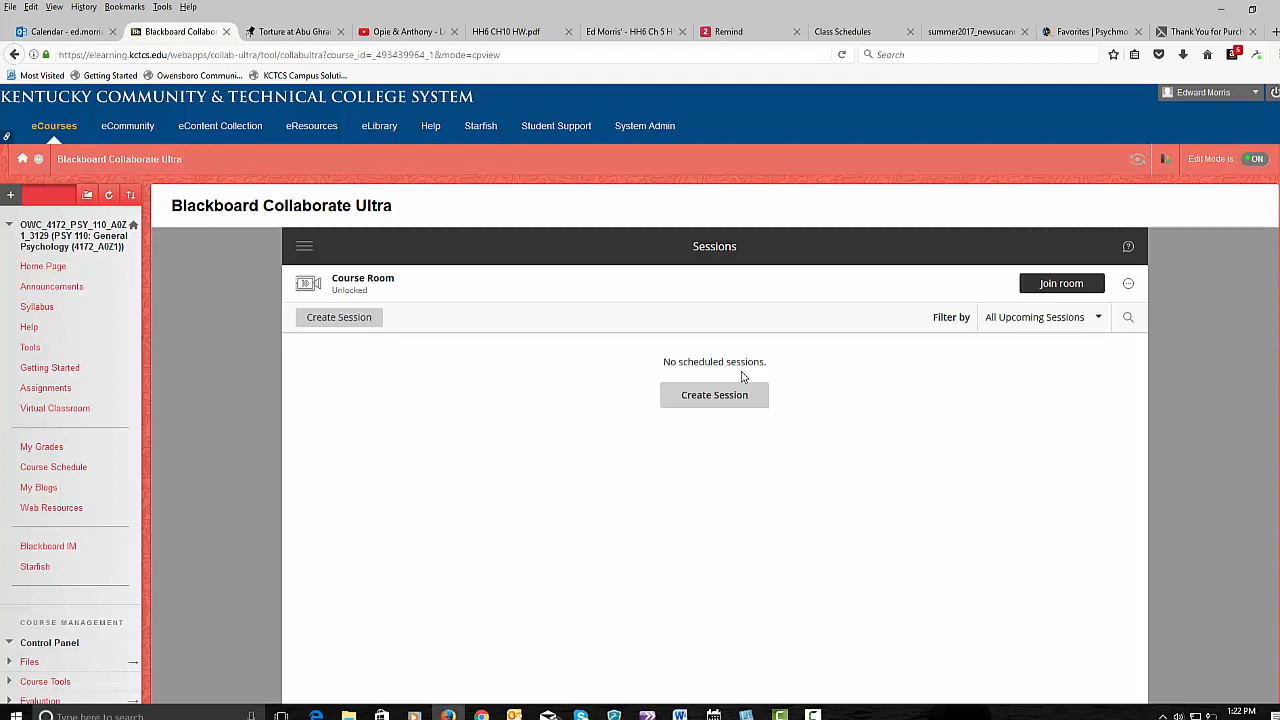 File Edit View History Bookmarks Tools Help
Calendar - ed.morri... Blackboard Collabo... Torture at Abu Ghrai Opie & Anthony - L HH6 CH10 HW.pdf Ed Morris' - HH6 Ch 5 H Remind Class Schedules summer2017_newsucan Favorites | Psychmo Thank You for Purch
https://elearning.kctcs.edu/webapps/collab-ultra/tool/collabultra?course_id=_493439964_1&mode=cpview
Search
5
Most Visited Getting Started Owensboro Communi... KCTCS Campus Soluti...
KENTUCKY COMMUNITY & TECHNICAL COLLEGE SYSTEM
Edward Morris
eCourses eCommunity eContent Collection eResources eLibrary Help Starfish Student Support System Admin
Blackboard Collaborate Ultra
Edit Mode is: ON
OWC_4172_PSY_110_A0Z
1_3129 (PSY 110: General
Psychology (4172_A0Z1))
Home Page
Announcements
Syllabus
Help
Tools
Getting Started
Assignments
Virtual Classroom
My Grades
Course Schedule
My Blogs
Web Resources
Blackboard IM
Starfish
COURSE MANAGEMENT
Control Panel
Files
Course Tools
Evaluation
Blackboard Collaborate Ultra
Sessions
Course Room
Unlocked
Join room
Create Session
Filter by All Upcoming Sessions
No scheduled sessions.
Create Session
Type here to search
1:22 PM